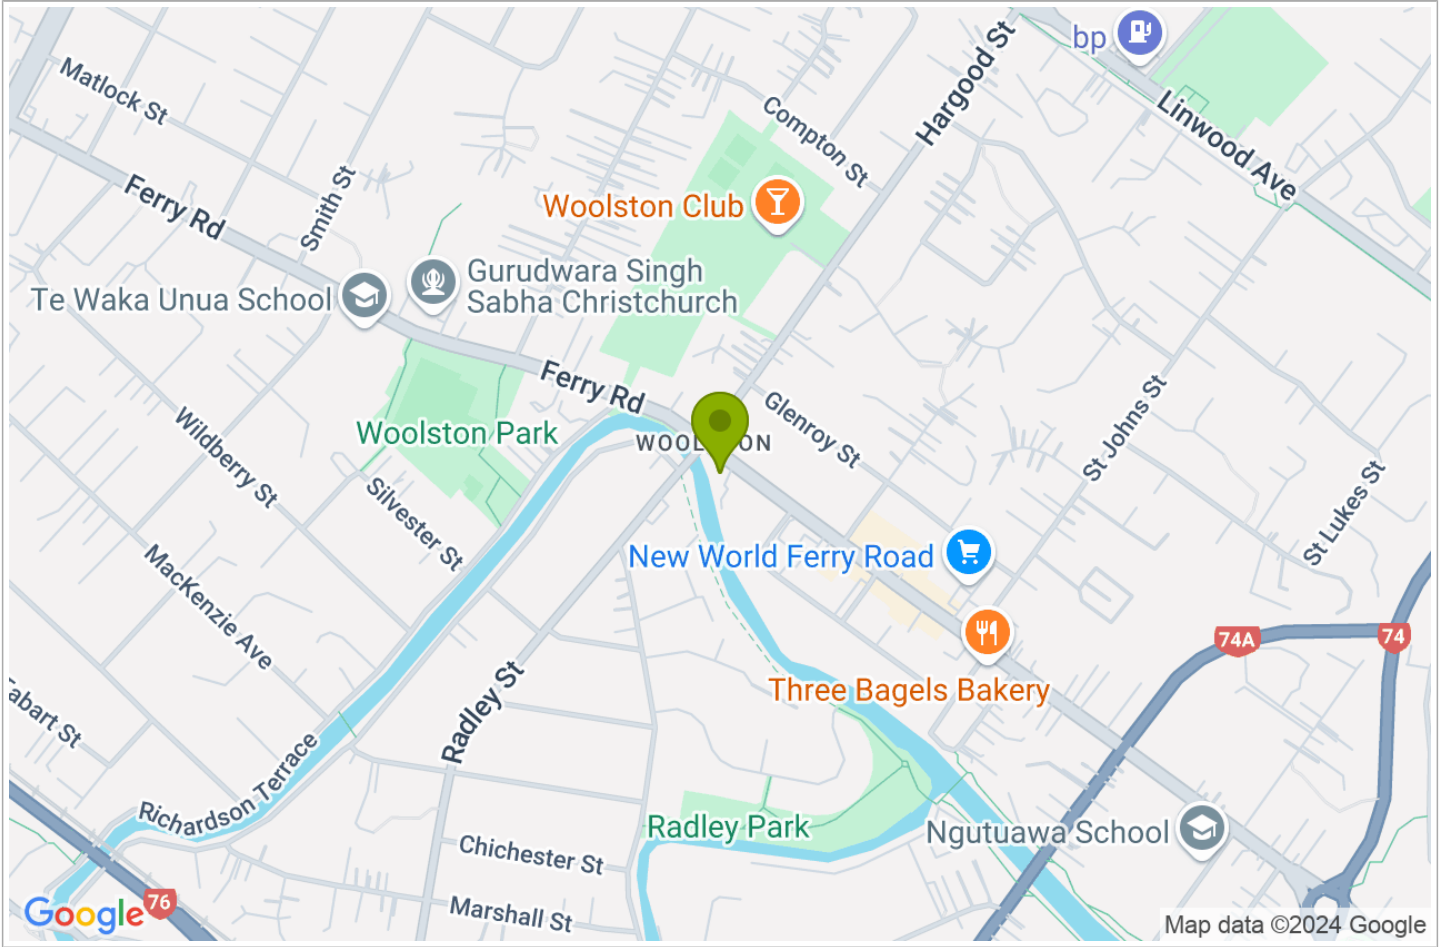 bp
Matlock St
Hargood St
Linwood Ave
Compton St
Ferry Rd
Smith St
Woolston Club
Gurudwara Singh
Sabha Christchurch
Te Waka Unua School
Ferry Rd
Glenroy St
St Johns St
Woolston Park
Wildberry St
Silvester St
St Lukes St
New World Ferry Road
MacKenzie Ave
74A
74
Three Bagels Bakery
Radley St
Richardson Terrace
Radley Park
Ngutuawa School
Chichester St
Marshall St
76
Google
Map data ©2024 Google